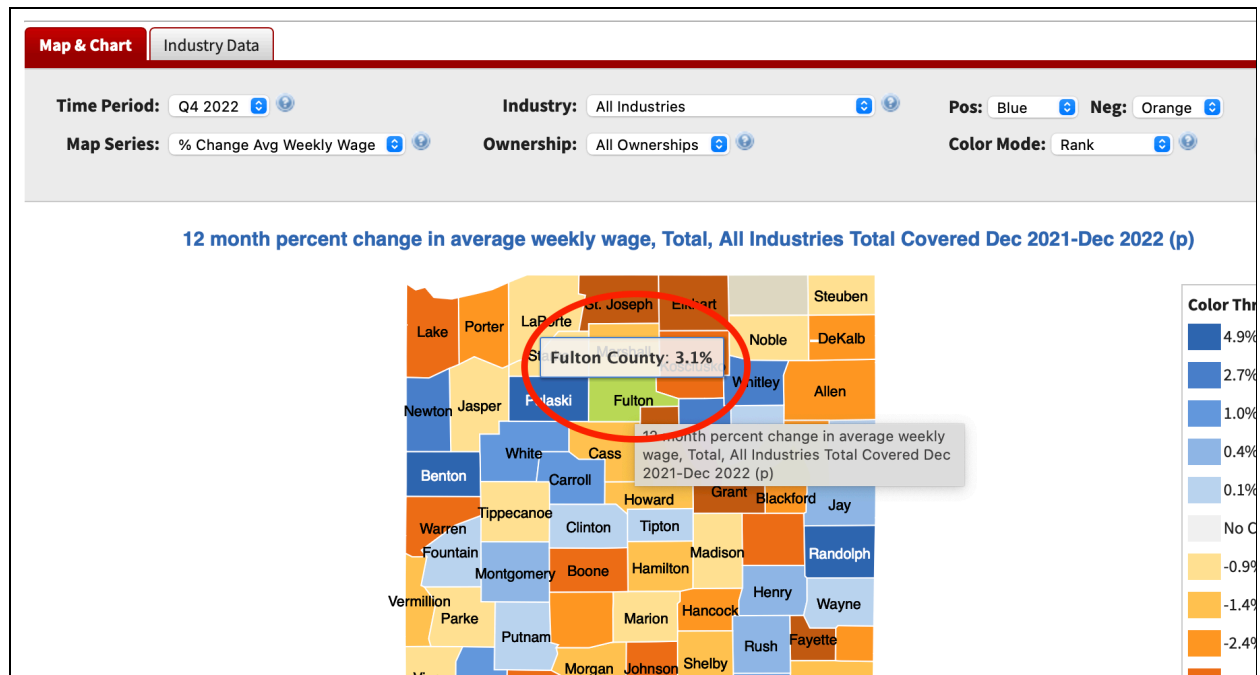 Map & Chart
Industry Data
Time Period: Q4 2022
Industry: All Industries
Pos: Blue
Neg: Orange
Map Series: % Change Avg Weekly Wage
Ownership: All Ownerships
Color Mode: Rank
12 month percent change in average weekly wage, Total, All Industries Total Covered Dec 2021-Dec 2022 (p)
St. Joseph
Elkhart
Steuben
Color Thr
Lake
Porter
LaPorte
4.9%
Noble
DeKalb
Marshall
Fulton County: 3.1%
Kosciusko
2.7%
Whitley
Allen
Newton
Jasper
Pulaski
Fulton
1.0%
12 month percent change in average weekly
wage, Total, All Industries Total Covered Dec
2021-Dec 2022 (p)
White
Cass
0.4%
Benton
Carroll
0.1%
Grant
Blackford
Jay
Howard
Tippecanoe
Warren
Clinton
Tipton
No C
Fountain
Madison
Randolph
Montgomery
Boone
Hamilton
-0.9%
Henry
Vermillion
Wayne
-1.4%
Parke
Marion
Hancock
Putnam
Rush
Fayette
-2.4%
Morgan
Johnson
Shelby